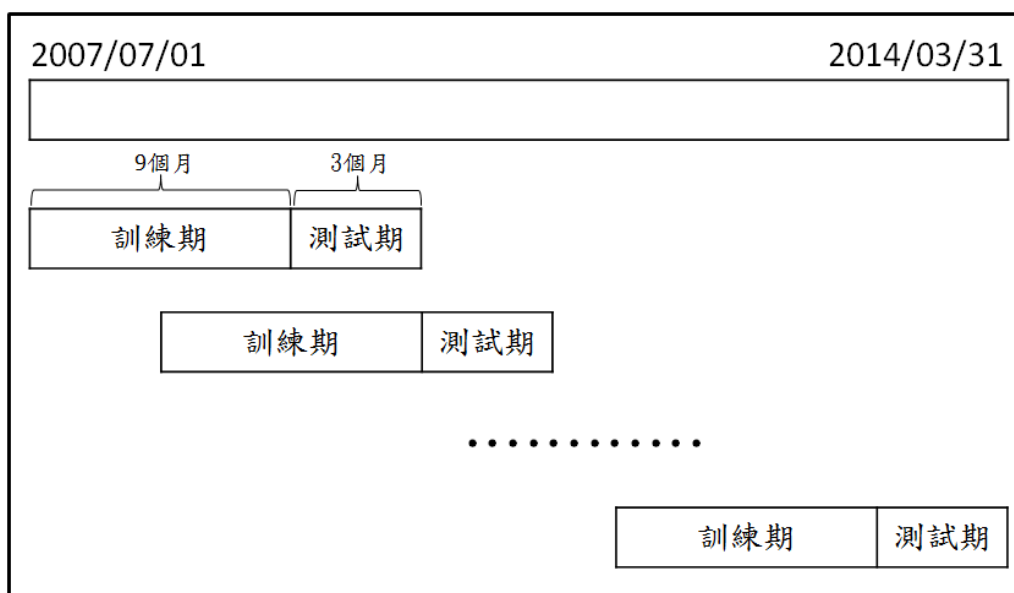 2007/07/01 2014/03/31
9個月 3個月
訓練期 測試期
訓練期 測試期
............
訓練期 測試期